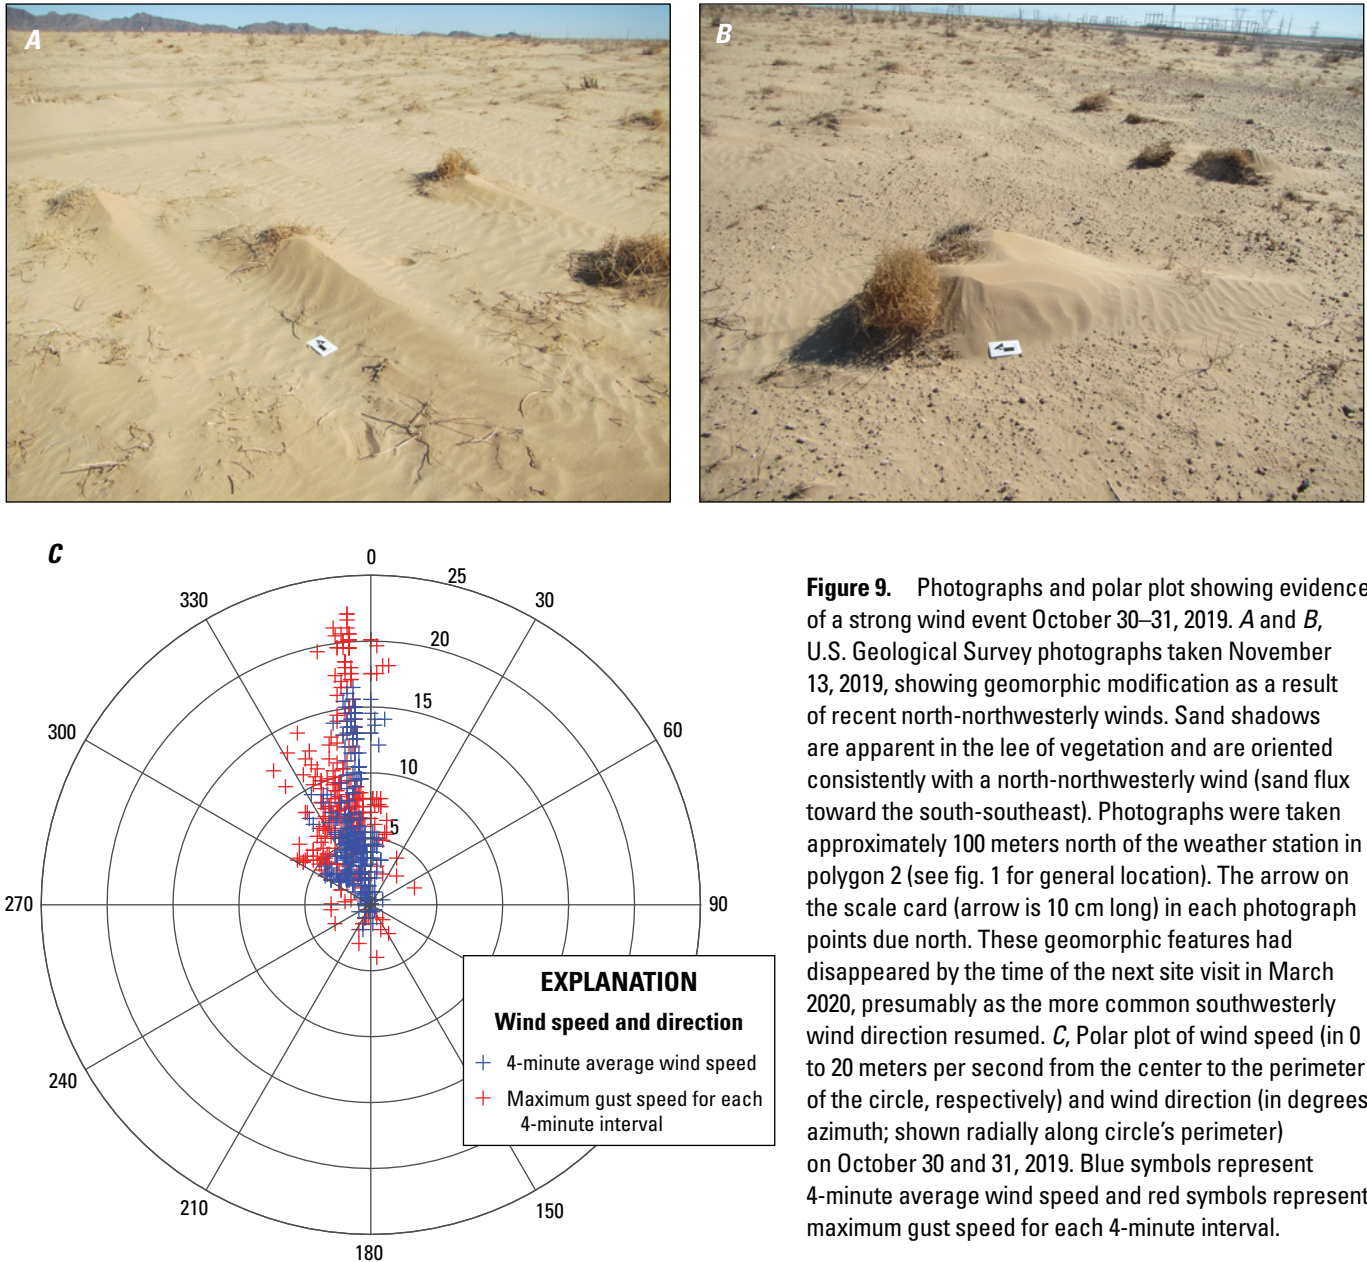 A
B
C
0
25
330
30
20
15
300
60
10
5
270
90
EXPLANATION
Wind speed and direction
4-minute average wind speed
Maximum gust speed for each
4-minute interval
240
210
150
180
Figure 9. Photographs and polar plot showing evidence
of a strong wind event October 30–31, 2019. A and B,
U.S. Geological Survey photographs taken November
13, 2019, showing geomorphic modification as a result
of recent north-northwesterly winds. Sand shadows
are apparent in the lee of vegetation and are oriented
consistently with a north-northwesterly wind (sand flux
toward the south-southeast). Photographs were taken
approximately 100 meters north of the weather station in
polygon 2 (see fig. 1 for general location). The arrow on
the scale card (arrow is 10 cm long) in each photograph
points due north. These geomorphic features had
disappeared by the time of the next site visit in March
2020, presumably as the more common southwesterly
wind direction resumed. C, Polar plot of wind speed (in 0
to 20 meters per second from the center to the perimeter
of the circle, respectively) and wind direction (in degrees
azimuth; shown radially along circle's perimeter)
on October 30 and 31, 2019. Blue symbols represent
4-minute average wind speed and red symbols represent
maximum gust speed for each 4-minute interval.